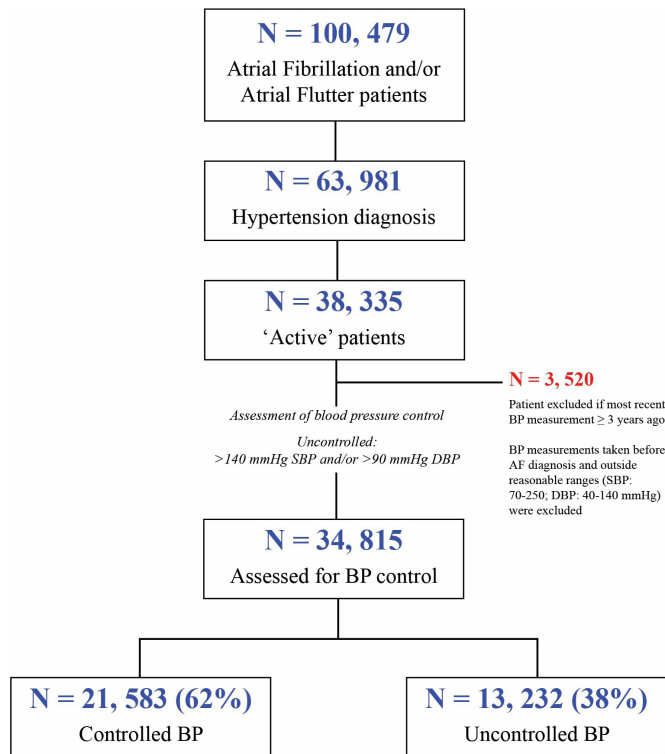 N = 100, 479
Atrial Fibrillation and/or
Atrial Flutter patients
N = 63, 981
Hypertension diagnosis
N = 38, 335
‘Active’ patients
N = 3, 520
Patient excluded if most recent
BP measurement ≥ 3 years ago
BP measurements taken before
AF diagnosis and outside
reasonable ranges (SBP:
70-250; DBP: 40-140 mmHg)
were excluded
Assessment of blood pressure control
Uncontrolled:
>140 mmHg SBP and/or >90 mmHg DBP
N = 34, 815
Assessed for BP control
N = 21, 583 (62%)
Controlled BP
N = 13, 232 (38%)
Uncontrolled BP